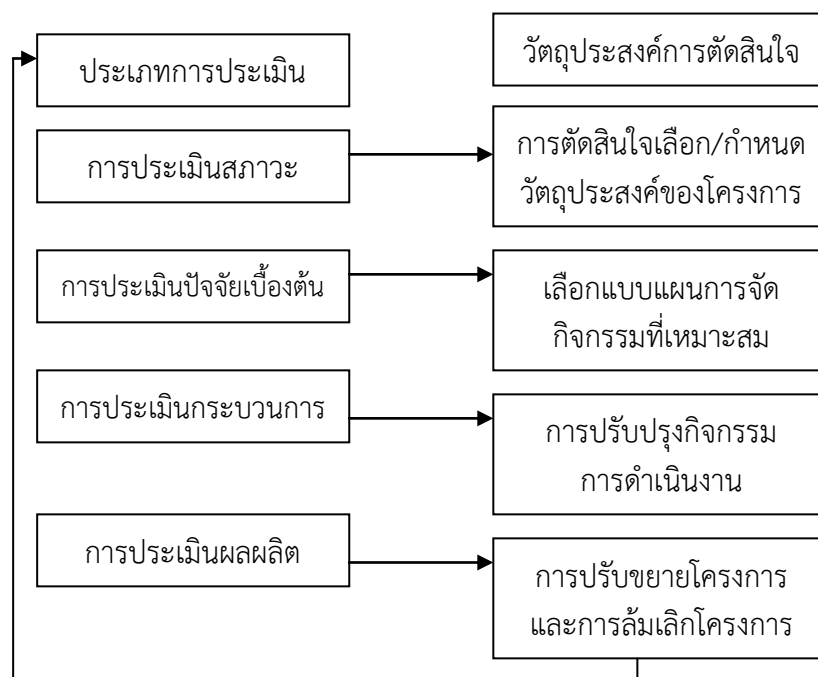 ประเภทการประเมิน
วัตถุประสงค์การตัดสินใจ
การประเมินสภาวะ
การตัดสินใจเลือก/กำหนด
วัตถุประสงค์ของโครงการ
การประเมินปัจจัยเบื้องต้น
เลือกแบบแผนการจัด
กิจกรรมที่เหมาะสม
การประเมินกระบวนการ
การปรับปรุงกิจกรรม
การดำเนินงาน
การประเมินผลผลิต
การปรับขยายโครงการ
และการล้มเลิกโครงการ